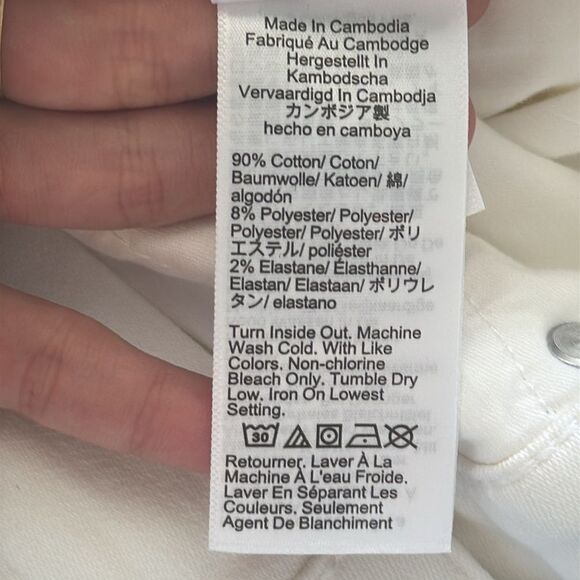 Made In Cambodia
Fabriqué Au Cambodge
Hergestellt In
Kambodscha
Vervaardigd In Cambodja
カンボジア製
hecho en camboya
90% Cotton/ Coton/
Baumwolle/ Katoen/ 綿/
algodón
8% Polyester/ Polyester/
Polyester/ Polyester/ ポリ
エステル/ poliéster
2% Elastane/ Élasthanne/
Elastan/ Elastaan/ ポリウレ
タン/ elastano
Turn Inside Out. Machine
Wash Cold. With Like
Colors. Non-chlorine
Bleach Only. Tumble Dry
Low. Iron On Lowest
Setting.
30
Retourner. Laver À La
Machine À L'eau Froide.
Laver En Séparant Les
Couleurs. Seulement
Agent De Blanchiment